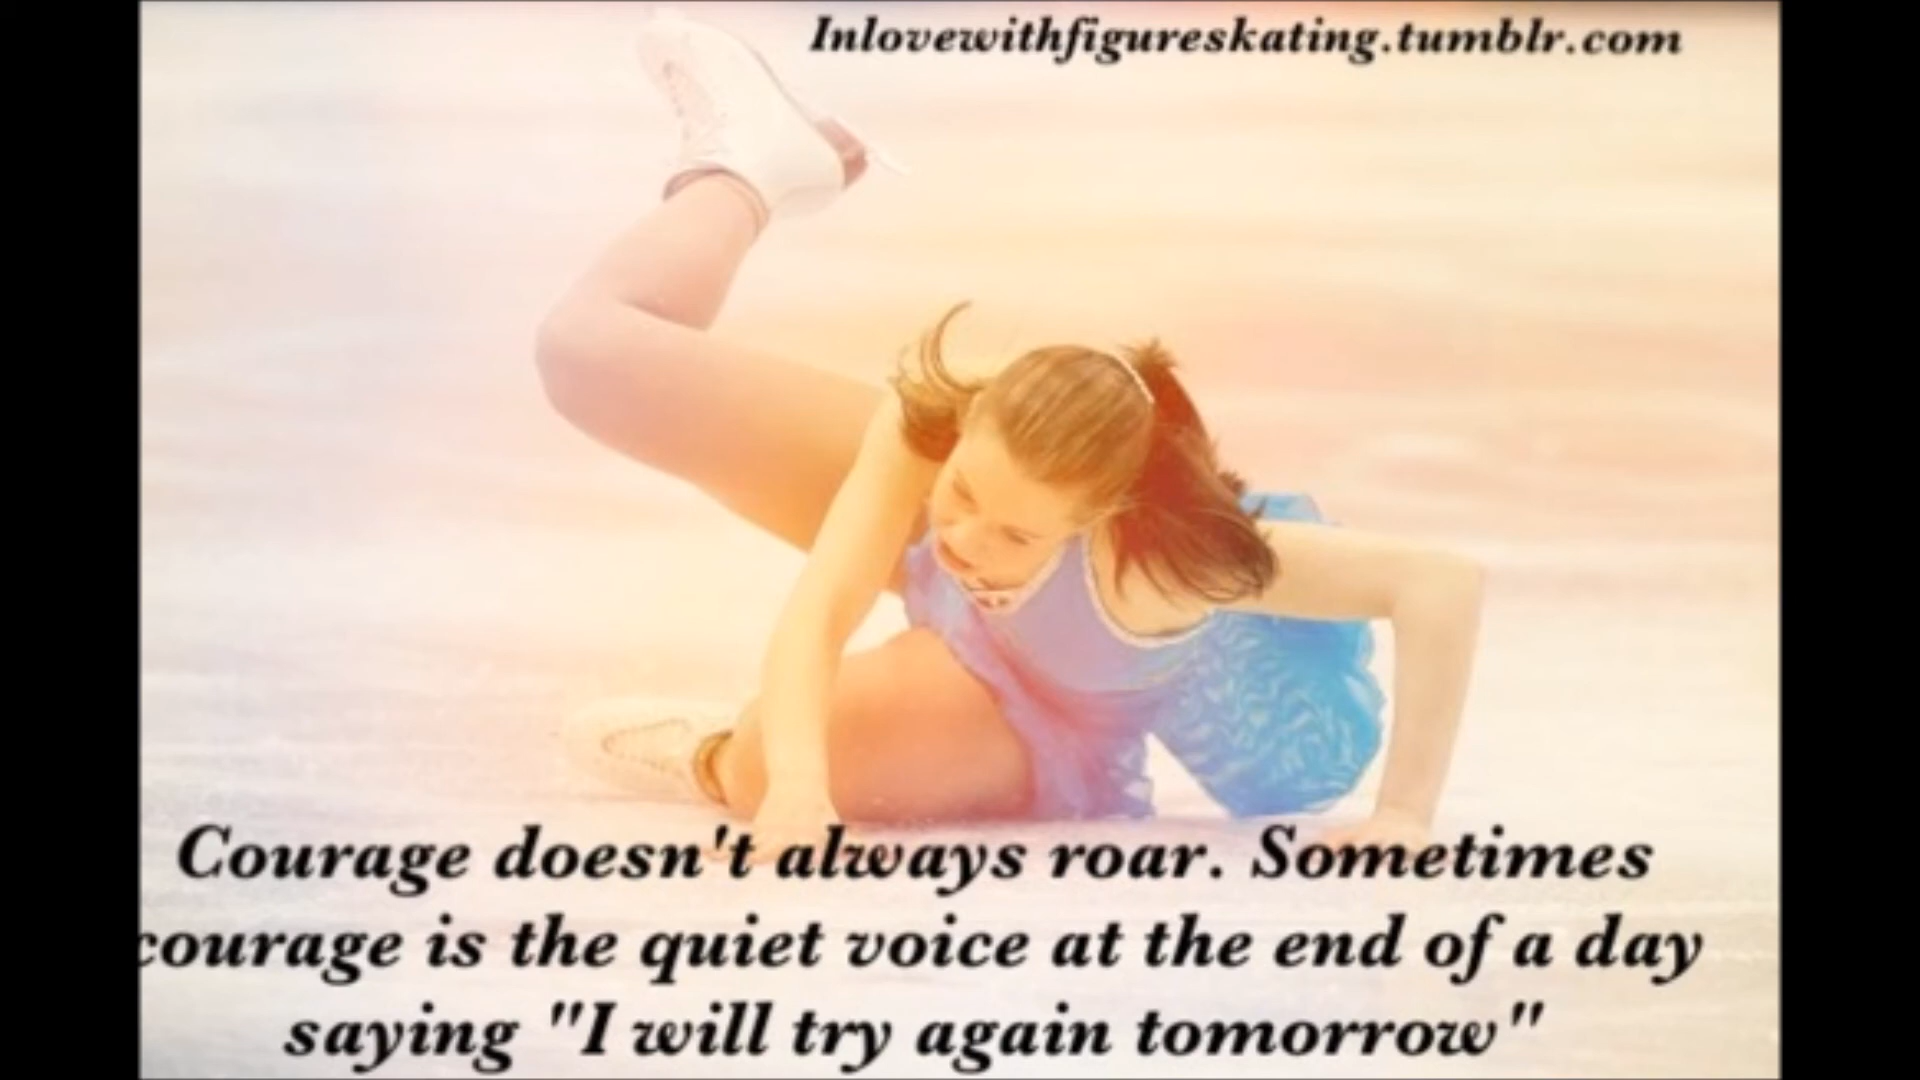 Inlovewithfigureskating.tumblr.com
Courage doesn't always roar. Sometimes
courage is the quiet voice at the end of a day
saying "I will try again tomorrow"